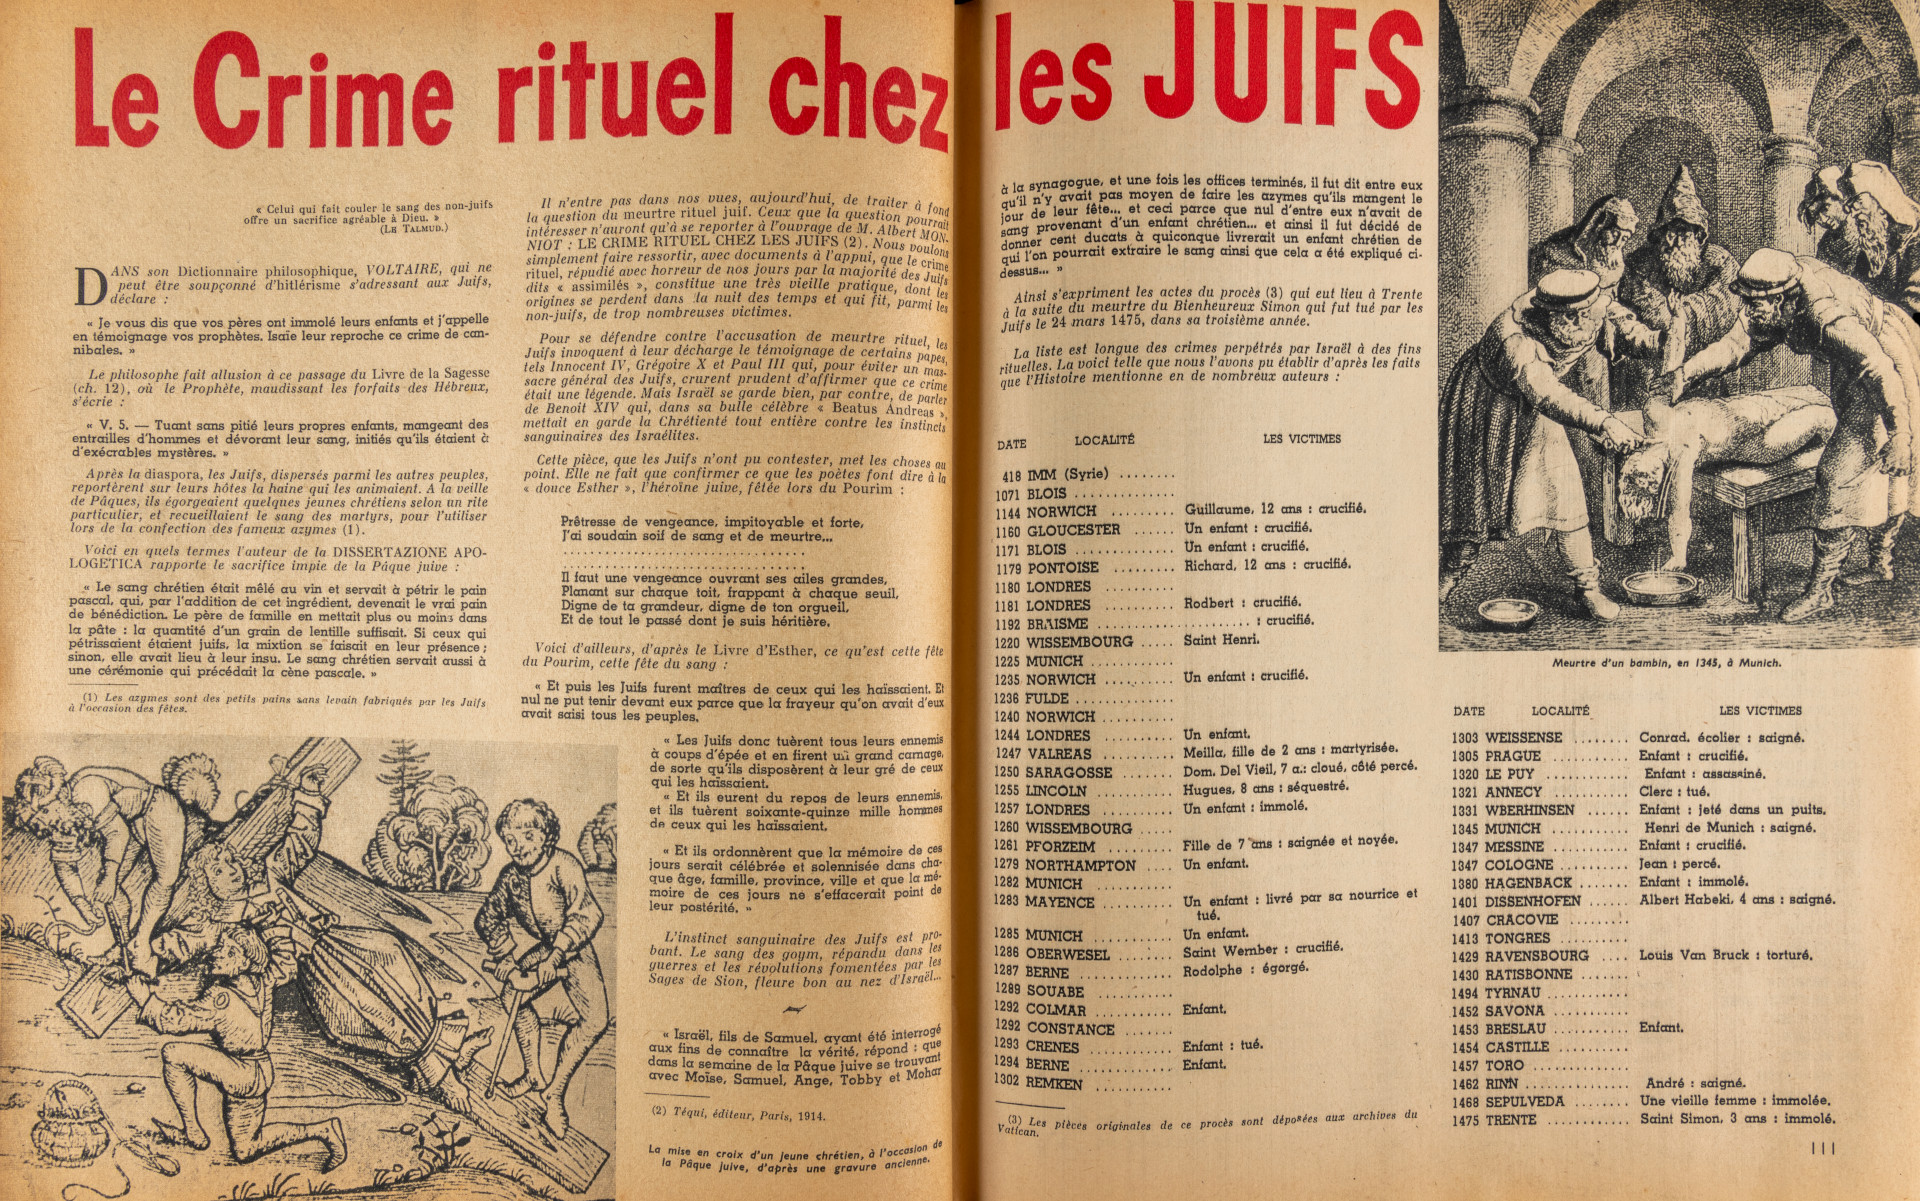 Le Crime rituel chez les JUIFS
« Celui qui fait couler le sang des non-juifs
offre un sacrifice agréable à Dieu. »
(LE TALMUD.)
DANS son Dictionnaire philosophique, VOLTAIRE, qui ne
peut être soupçonné d'hitlérisme s'adressant aux Juifs,
déclare :
« Je vous dis que vos pères ont immolé leurs enfants et j'appelle
en témoignage vos prophètes. Isaïe leur reproche ce crime de can-
nibales. »
Le philosophe fait allusion à ce passage du Livre de la Sagesse
(ch. 12), où le Prophète, maudissant les forfaits des Hébreux,
s'écrie :
« V. 5. — Tuant sans pitié leurs propres enfants, mangeant des
entrailles d'hommes et dévorant leur sang, initiés qu'ils étaient à
d'exécrables mystères. »
Après la diaspora, les Juifs, dispersés parmi les autres peuples,
reportèrent sur leurs hôtes la haine qui les animaient. A la veille
de Pâques, ils égorgeaient quelques jeunes chrétiens selon un rite
particulier, et recueillaient le sang des martyrs, pour l'utiliser
lors de la confection des fameux azymes (1).
Voici en quels termes l'auteur de la DISSERTAZIONE APO-
LOGETICA rapporte le sacrifice impie de la Pâque juive :
« Le sang chrétien était mêlé au vin et servait à pétrir le pain
pascal, qui, par l'addition de cet ingrédient, devenait le vrai pain
de bénédiction. Le père de famille en mettait plus ou moins dans
la pâte : la quantité d'un grain de lentille suffisait. Si ceux qui
pétrissaient étaient juifs, la mixtion se faisait en leur présence ;
sinon, elle avait lieu à leur insu. Le sang chrétien servait aussi à
une cérémonie qui précédait la cène pascale. »
(1) Les azymes sont des petits pains sans levain fabriqués par les Juifs
à l'occasion des fêtes.
Il n'entre pas dans nos vues, aujourd'hui, de traiter à fond
la question du meurtre rituel juif. Ceux que la question pourrait
intéresser n'auront qu'à se reporter à l'ouvrage de M. Albert MON-
NIOT : LE CRIME RITUEL CHEZ LES JUIFS (2). Nous voulons
simplement faire ressortir, avec documents à l'appui, que le crime
rituel, répudié avec horreur de nos jours par la majorité des Juifs
dits « assimilés », constitue une très vieille pratique, dont les
origines se perdent dans la nuit des temps et qui fit, parmi les
non-juifs, de trop nombreuses victimes.
Pour se défendre contre l'accusation de meurtre rituel, les
Juifs invoquent à leur décharge le témoignage de certains papes,
tels Innocent IV, Grégoire X et Paul III qui, pour éviter un mas-
sacre général des Juifs, crurent prudent d'affirmer que ce crime
était une légende. Mais Israël se garde bien, par contre, de parler
de Benoît XIV qui, dans sa bulle célèbre « Beatus Andreas »,
mettait en garde la Chrétienté tout entière contre les instincts
sanguinaires des Israélites.
Cette pièce, que les Juifs n'ont pu contester, met les choses au
point. Elle ne fait que confirmer ce que les poètes font dire à la
« douce Esther », l'héroïne juive, fêtée lors du Pourim :
Prêtresse de vengeance, impitoyable et forte,
J'ai soudain soif de sang et de meurtre...
..................................
..................................
Il faut une vengeance ouvrant ses ailes grandes,
Planant sur chaque toit, frappant à chaque seuil,
Digne de ta grandeur, digne de ton orgueil,
Et de tout le passé dont je suis héritière.
Voici d'ailleurs, d'après le Livre d'Esther, ce qu'est cette fête
du Pourim, cette fête du sang :
« Et puis les Juifs furent maîtres de ceux qui les haïssaient. Et
nul ne put tenir devant eux parce que la frayeur qu'on avait d'eux
avait saisi tous les peuples.
« Les Juifs donc tuèrent tous leurs ennemis
à coups d'épée et en firent un grand carnage,
de sorte qu'ils disposèrent à leur gré de ceux
qui les haïssaient.
« Et ils eurent du repos de leurs ennemis,
et ils tuèrent soixante-quinze mille hommes
de ceux qui les haïssaient.
« Et ils ordonnèrent que la mémoire de ces
jours serait célébrée et solennisée dans cha-
que âge, famille, province, ville et que la mé-
moire de ces jours ne s'effacerait point de
leur postérité. »
L'instinct sanguinaire des Juifs est pro-
bant. Le sang des goym, répandu dans les
guerres et les révolutions fomentées par les
Sages de Sion, fleure bon au nez d'Israël...
« Israël, fils de Samuel, ayant été interrogé
aux fins de connaître la vérité, répond : que
dans la semaine de la Pâque juive se trouvant
avec Moïse, Samuel, Ange, Tobby et Mohar
(2) Téqui, éditeur, Paris, 1914.
La mise en croix d'un jeune chrétien, à l'occasion de
la Pâque juive, d'après une gravure ancienne.
à la synagogue, et une fois les offices terminés, il fut dit entre eux
qu'il n'y avait pas moyen de faire les azymes qu'ils mangent le
jour de leur fête... et ceci parce que nul d'entre eux n'avait de
sang provenant d'un enfant chrétien... et ainsi il fut décidé de
donner cent ducats à quiconque livrerait un enfant chrétien de
qui l'on pourrait extraire le sang ainsi que cela a été expliqué ci-
dessus... »
Ainsi s'expriment les actes du procès (3) qui eut lieu à Trente
à la suite du meurtre du Bienheureux Simon qui fut tué par les
Juifs le 24 mars 1475, dans sa troisième année.
La liste est longue des crimes perpétrés par Israël à des fins
rituelles. La voici telle que nous l'avons pu établir d'après les faits
que l'Histoire mentionne en de nombreux auteurs :
DATE LOCALITÉ LES VICTIMES
418 IMM (Syrie) ........
1071 BLOIS ..............
1144 NORWICH ......... Guillaume, 12 ans : crucifié.
1160 GLOUCESTER ...... Un enfant : crucifié.
1171 BLOIS .............. Un enfant : crucifié.
1179 PONTOISE ......... Richard, 12 ans : crucifié.
1180 LONDRES ..........
1181 LONDRES .......... Rodbert : crucifié.
1192 BRAISME .......... : crucifié.
1220 WISSEMBOURG ..... Saint Henri.
1225 MUNICH ............
1235 NORWICH .......... Un enfant : crucifié.
1236 FULDE ..............
1240 NORWICH ..........
1244 LONDRES .......... Un enfant.
1247 VALREAS .......... Meilla, fille de 2 ans : martyrisée.
1250 SARAGOSSE ....... Dom. Del Vieil, 7 a.: cloué, côté percé.
1255 LINCOLN .......... Hugues, 8 ans : séquestré.
1257 LONDRES .......... Un enfant : immolé.
1260 WISSEMBOURG .....
1261 PFORZEIM ......... Fille de 7 ans : saignée et noyée.
1279 NORTHAMPTON .... Un enfant.
1282 MUNICH ............
1283 MAYENCE .......... Un enfant : livré par sa nourrice et
tué.
1285 MUNICH ........... Un enfant.
1286 OBERWESEL ....... Saint Wernber : crucifié.
1287 BERNE ............. Rodolphe : égorgé.
1289 SOUABE ...........
1292 COLMAR ........... Enfant.
1292 CONSTANCE .......
1293 CRENES ............ Enfant : tué.
1294 BERNE ............. Enfant.
1302 REMKEN ...........
(3) Les pièces originales de ce procès sont déposées aux archives du
Vatican.
Meurtre d'un bambin, en 1345, à Munich.
DATE LOCALITÉ LES VICTIMES
1303 WEISSENSE ........ Conrad, écolier : saigné.
1305 PRAGUE ........... Enfant : crucifié.
1320 LE PUY ............ Enfant : assassiné.
1321 ANNECY ........... Clerc : tué.
1331 WBERHINSEN ...... Enfant : jeté dans un puits.
1345 MUNICH ........... Henri de Munich : saigné.
1347 MESSINE ........... Enfant : crucifié.
1347 COLOGNE .......... Jean : percé.
1380 HAGENBACK ....... Enfant : immolé.
1401 DISSENHOFEN ..... Albert Habeki, 4 ans : saigné.
1407 CRACOVIE .........
1413 TONGRES ..........
1429 RAVENSBOURG .... Louis Van Bruck : torturé.
1430 RATISBONNE .......
1494 TYRNAU ...........
1452 SAVONA ...........
1453 BRESLAU .......... Enfant.
1454 CASTILLE ..........
1457 TORO ..............
1462 RINN .............. André : saigné.
1468 SEPULVEDA ........ Une vieille femme : immolée.
1475 TRENTE ............ Saint Simon, 3 ans : immolé.
III